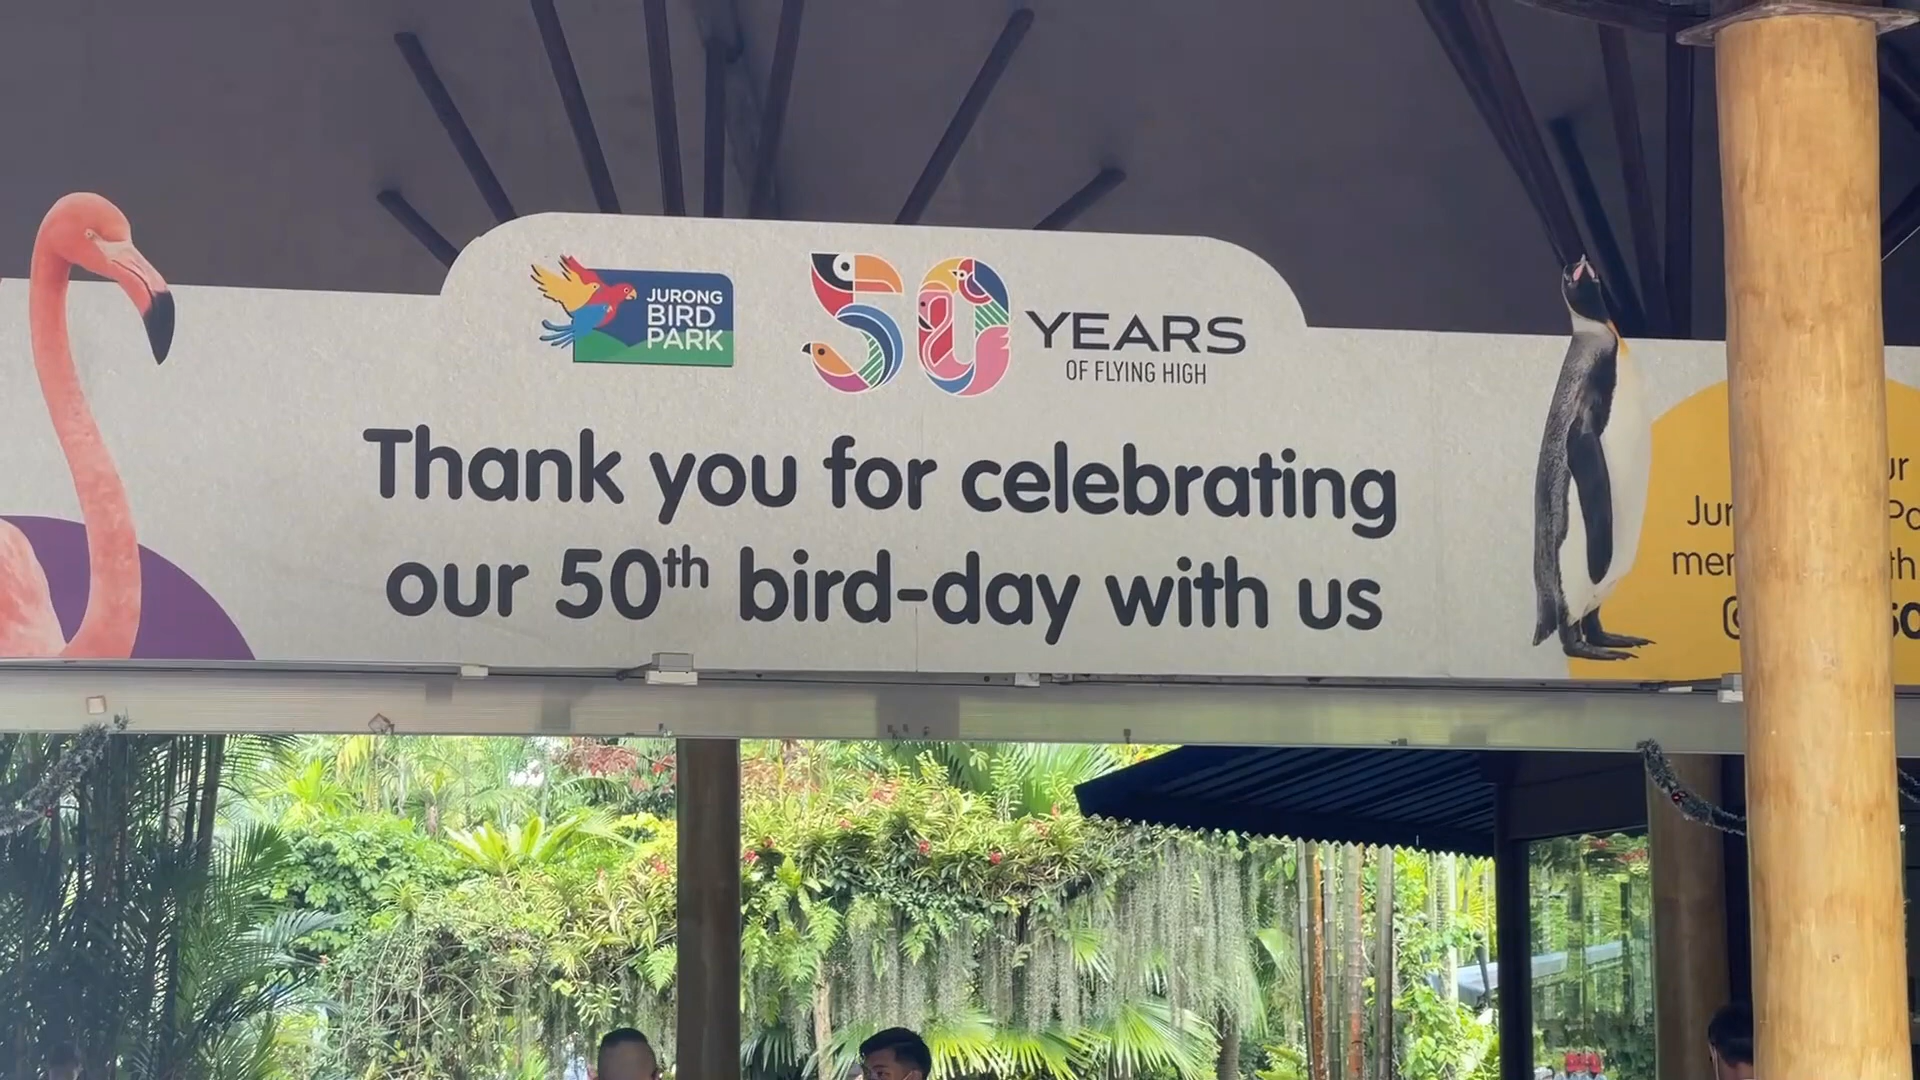 JURONG
BIRD
PARK
50 YEARS
OF FLYING HIGH
Thank you for celebrating
our 50th bird-day with us